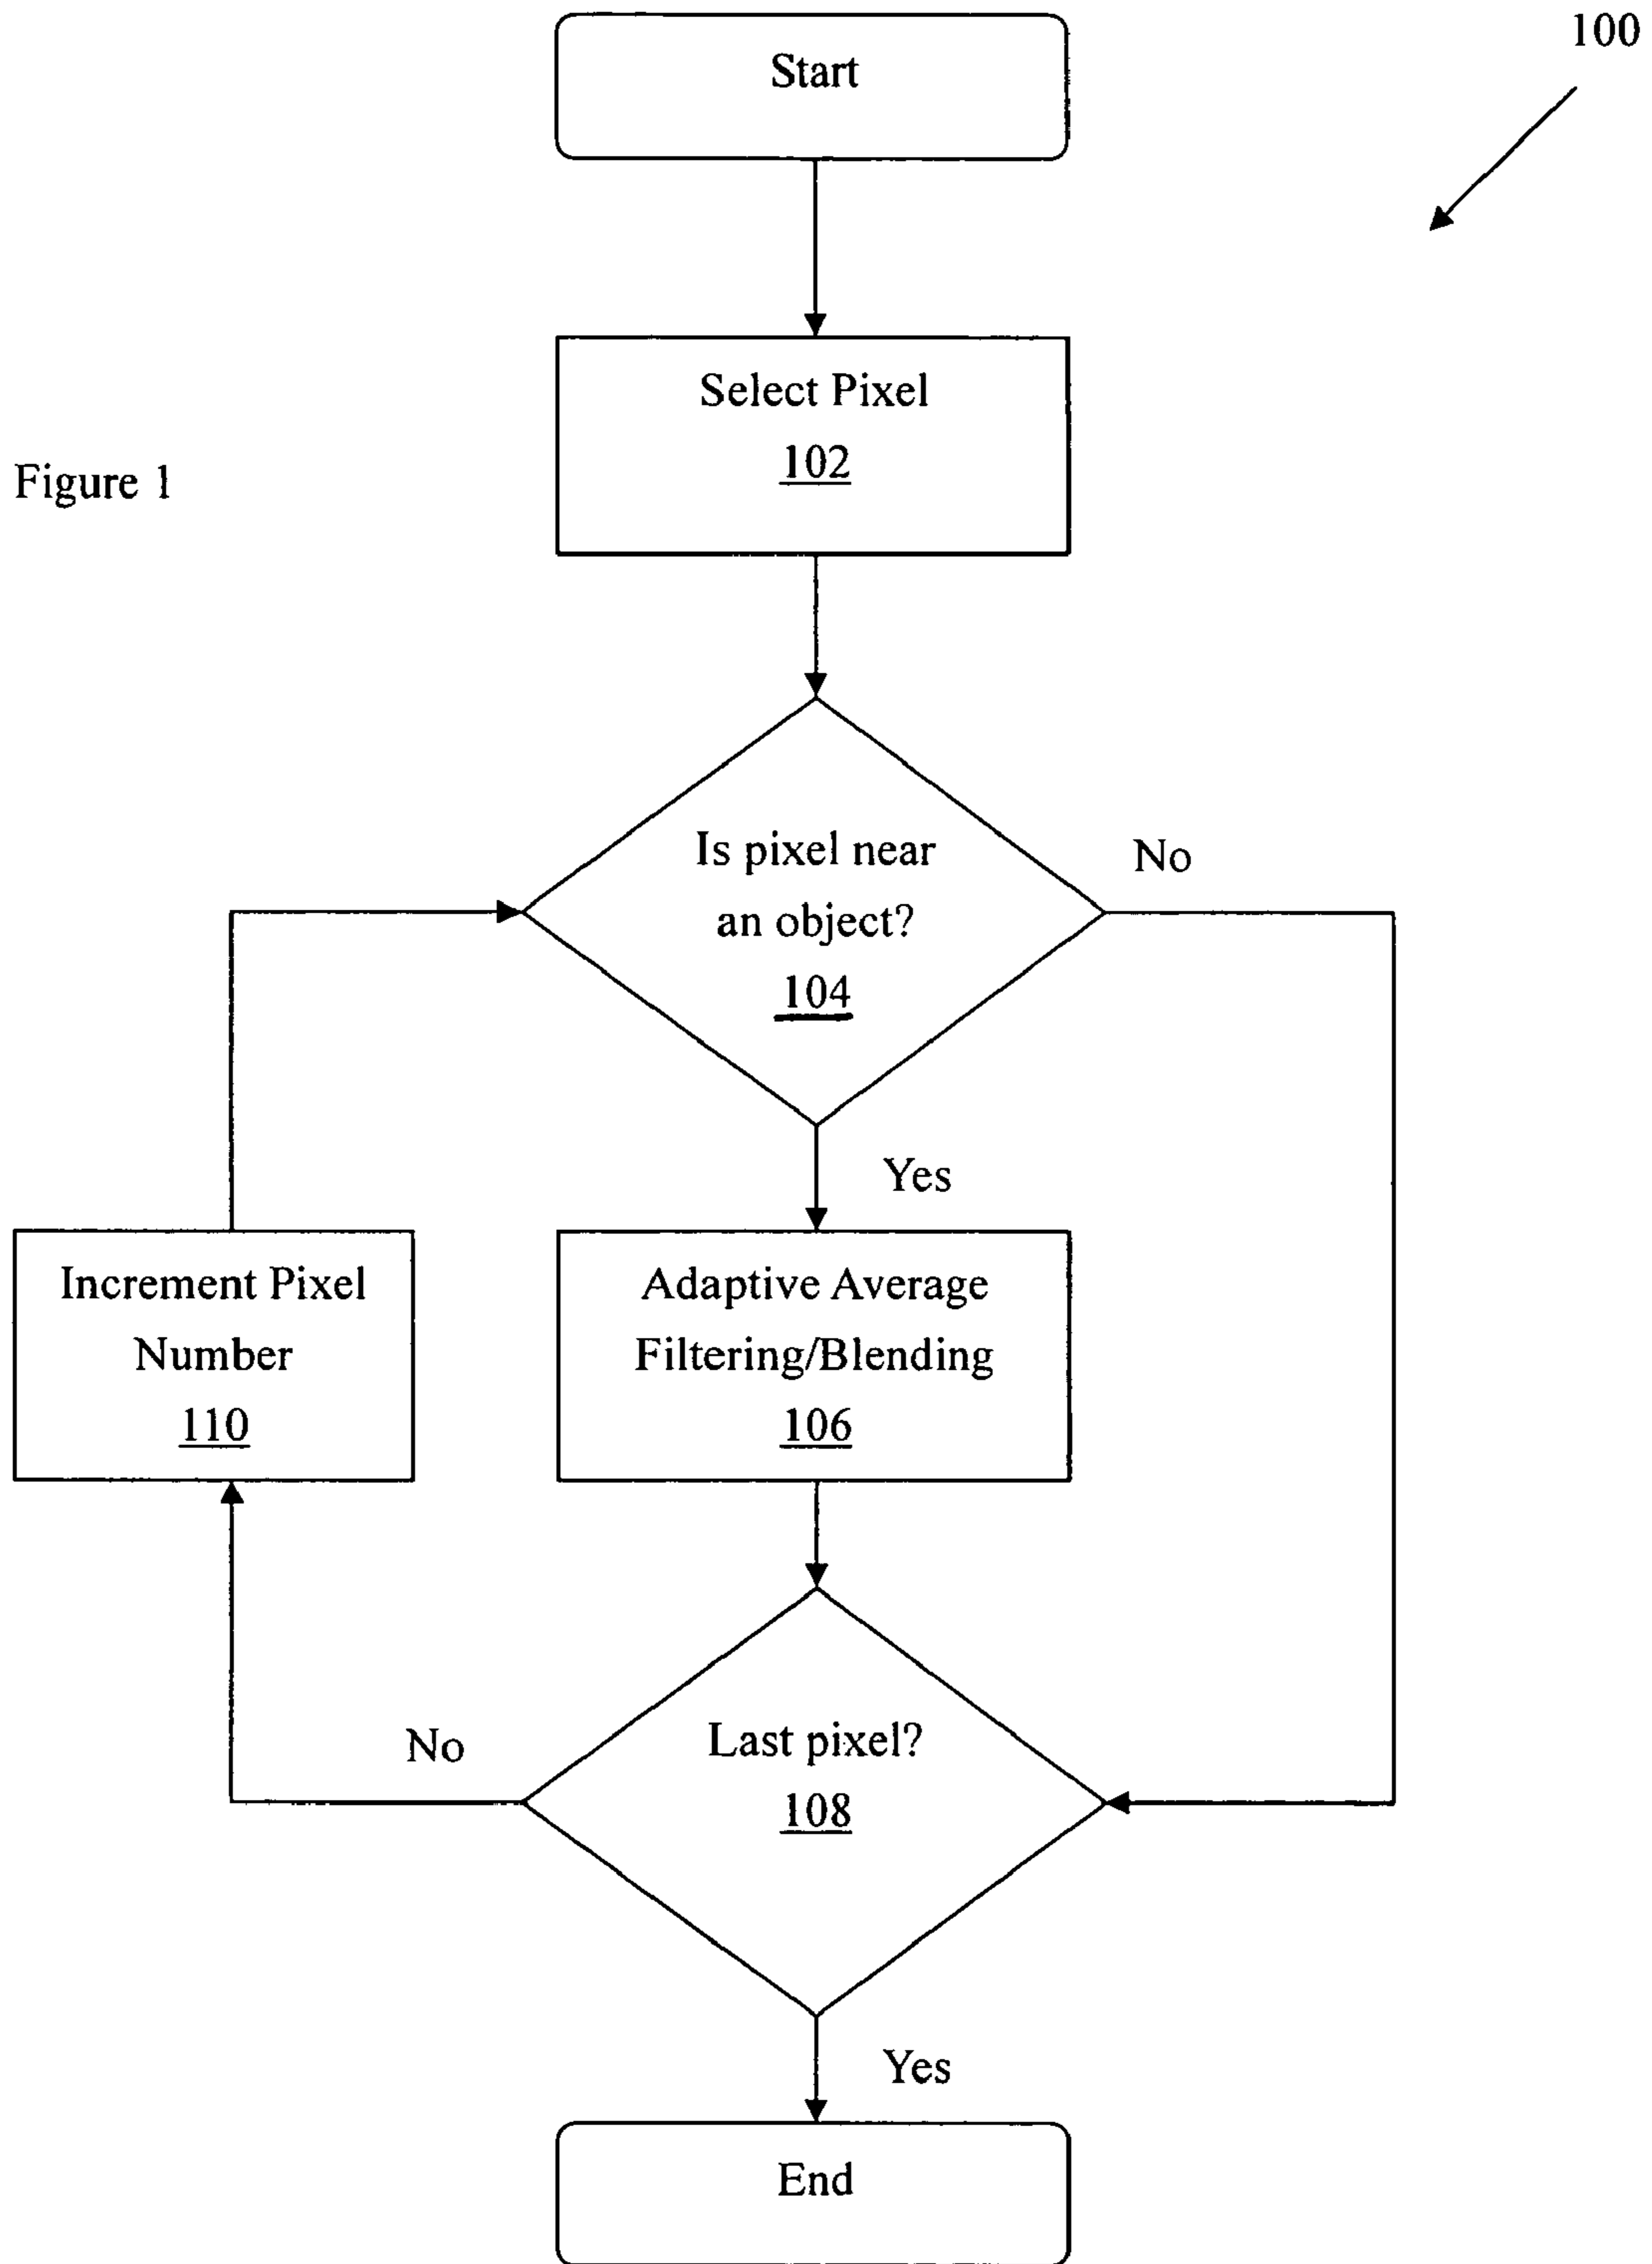 100
Start
Select Pixel
102
Figure 1
Is pixel near
an object?
104
No
Yes
Increment Pixel
Number
110
Adaptive Average
Filtering/Blending
106
Last pixel?
108
No
Yes
End